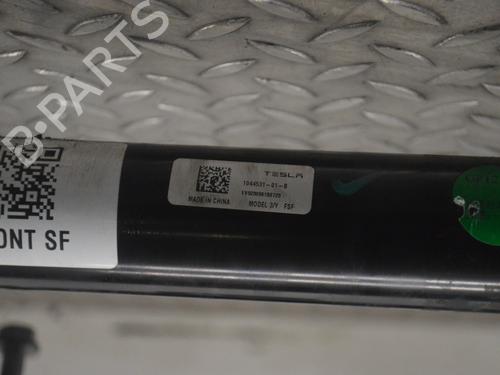 B-PARTS
ONT SF
TESLA
1044531-01-B
MADE IN CHINA
MODEL 3/Y FSF